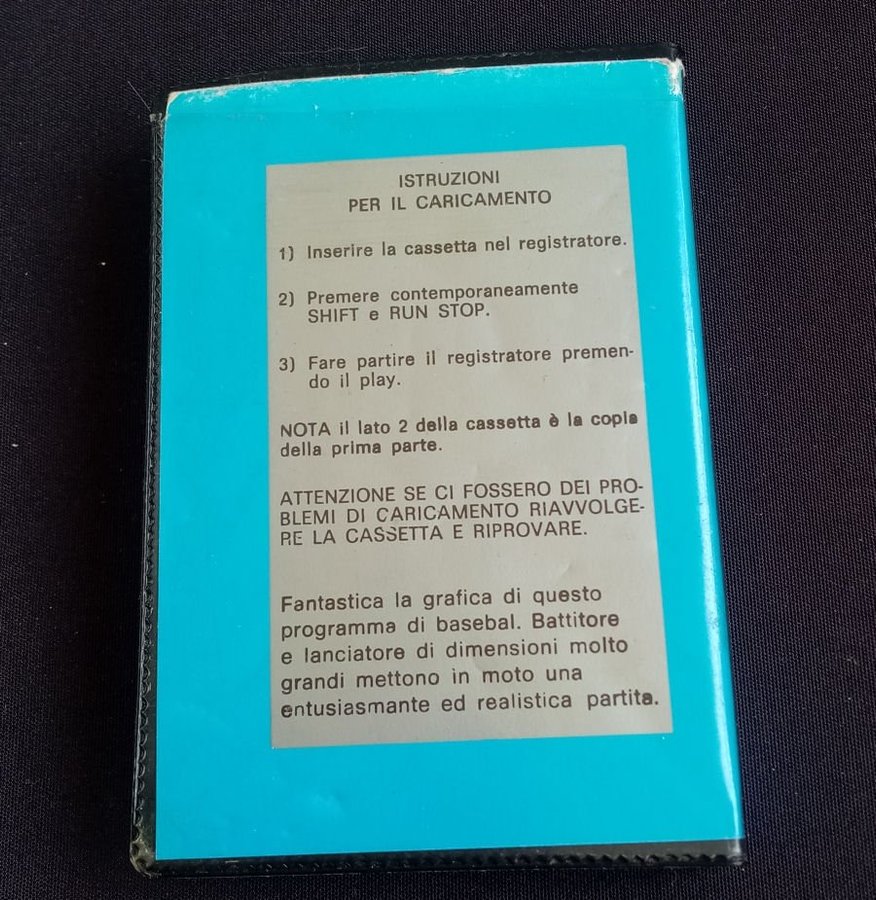 ISTRUZIONI
PER IL CARICAMENTO
1) Inserire la cassetta nel registratore.
2) Premere contemporaneamente
SHIFT e RUN STOP.
3) Fare partire il registratore premen-
do il play.
NOTA il lato 2 della cassetta è la copia
della prima parte.
ATTENZIONE SE CI FOSSERO DEI PRO-
BLEMI DI CARICAMENTO RIAVVOLGE-
RE LA CASSETTA E RIPROVARE.
Fantastica la grafica di questo
programma di basebal. Battitore
e lanciatore di dimensioni molto
grandi mettono in moto una
entusiasmante ed realistica partita.